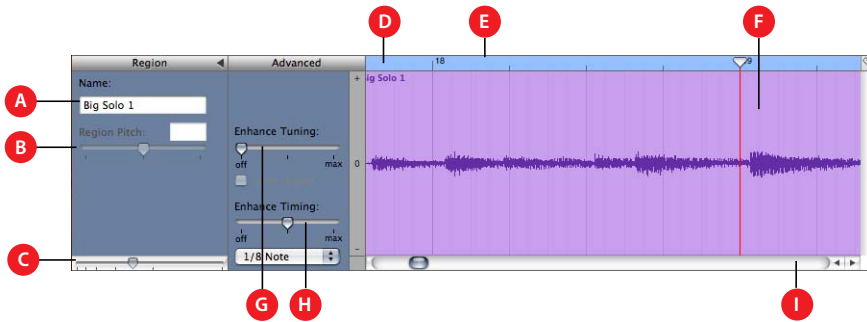 D E F
Region Advanced 18 9
Name: + ig Solo 1
A Big Solo 1
B Region Pitch: Enhance Tuning:
off max 0
Enhance Timing:
off max
C 1/8 Note -
G H I